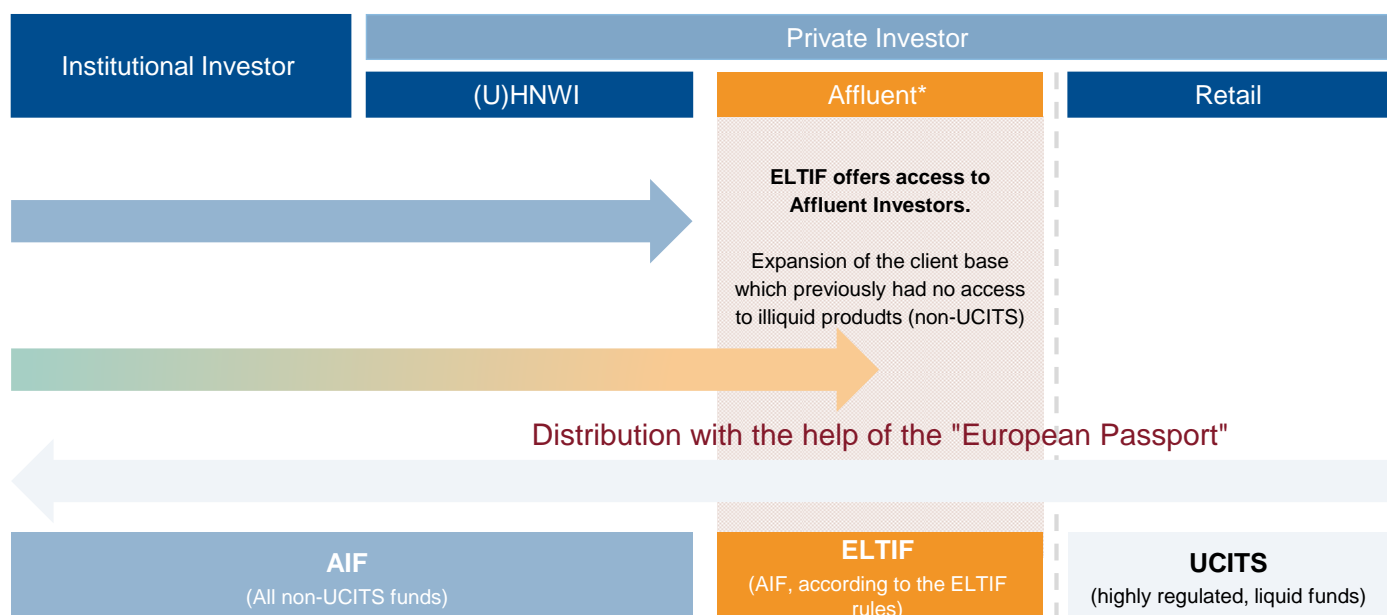 Institutional Investor
Private Investor
(U)HNWI
Affluent*
Retail
ELTIF offers access to
Affluent Investors.
Expansion of the client base
which previously had no access
to illiquid produdts (non-UCITS)
Distribution with the help of the "European Passport"
AIF
(All non-UCITS funds)
ELTIF
(AIF, according to the ELTIF
rules)
UCITS
(highly regulated, liquid funds)